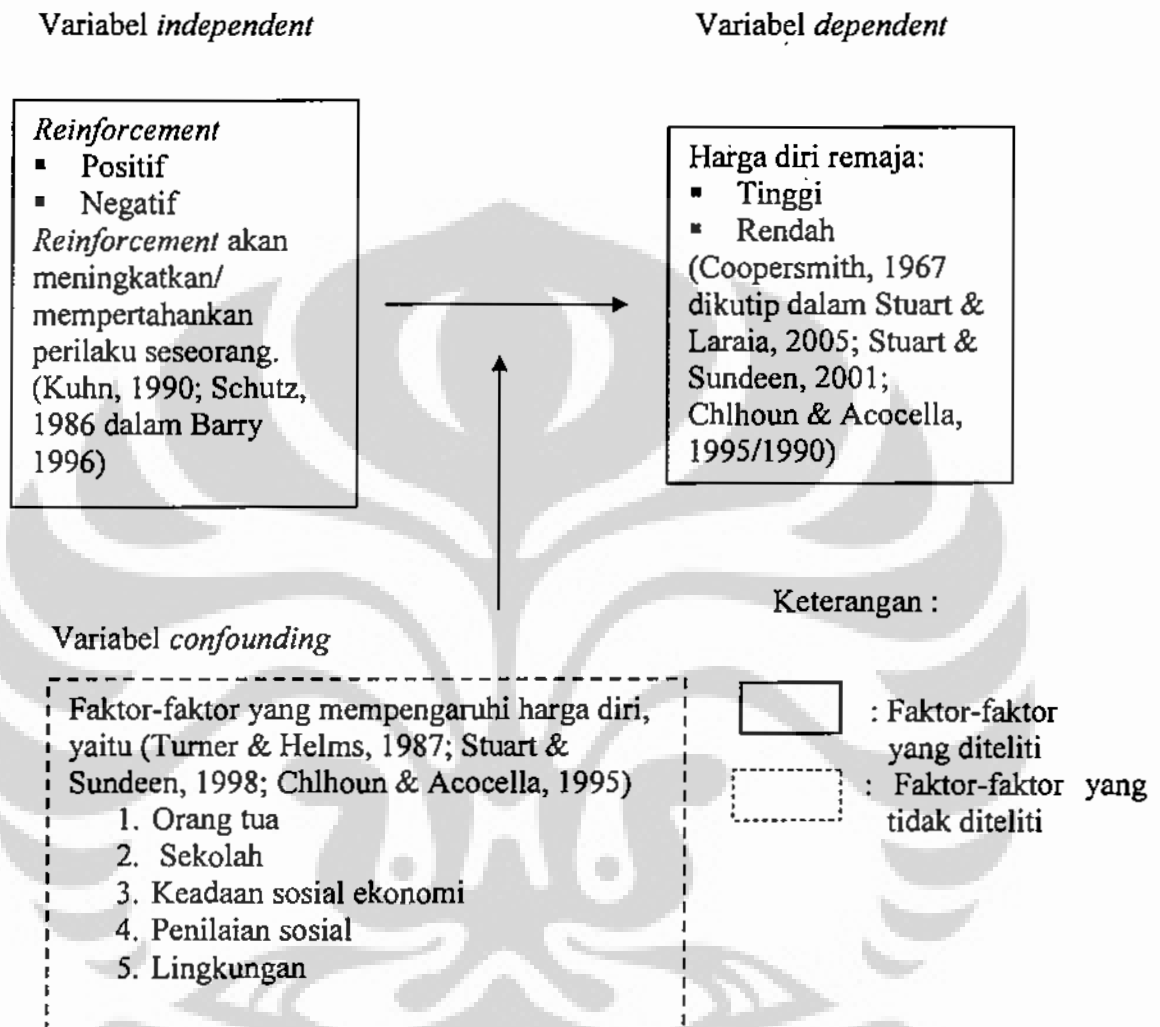 Variabel independent
Variabel dependent
Reinforcement
▪ Positif
▪ Negatif
Reinforcement akan
meningkatkan/
mempertahankan
perilaku seseorang.
(Kuhn, 1990; Schutz,
1986 dalam Barry
1996)
Harga diri remaja:
▪ Tinggi
▪ Rendah
(Coopersmith, 1967
dikutip dalam Stuart &
Laraia, 2005; Stuart &
Sundeen, 2001;
Chlhoun & Acocella,
1995/1990)
Variabel confounding
Faktor-faktor yang mempengaruhi harga diri,
yaitu (Turner & Helms, 1987; Stuart &
Sundeen, 1998; Chlhoun & Acocella, 1995)
1. Orang tua
2. Sekolah
3. Keadaan sosial ekonomi
4. Penilaian sosial
5. Lingkungan
Keterangan :
: Faktor-faktor
yang diteliti
: Faktor-faktor yang
tidak diteliti